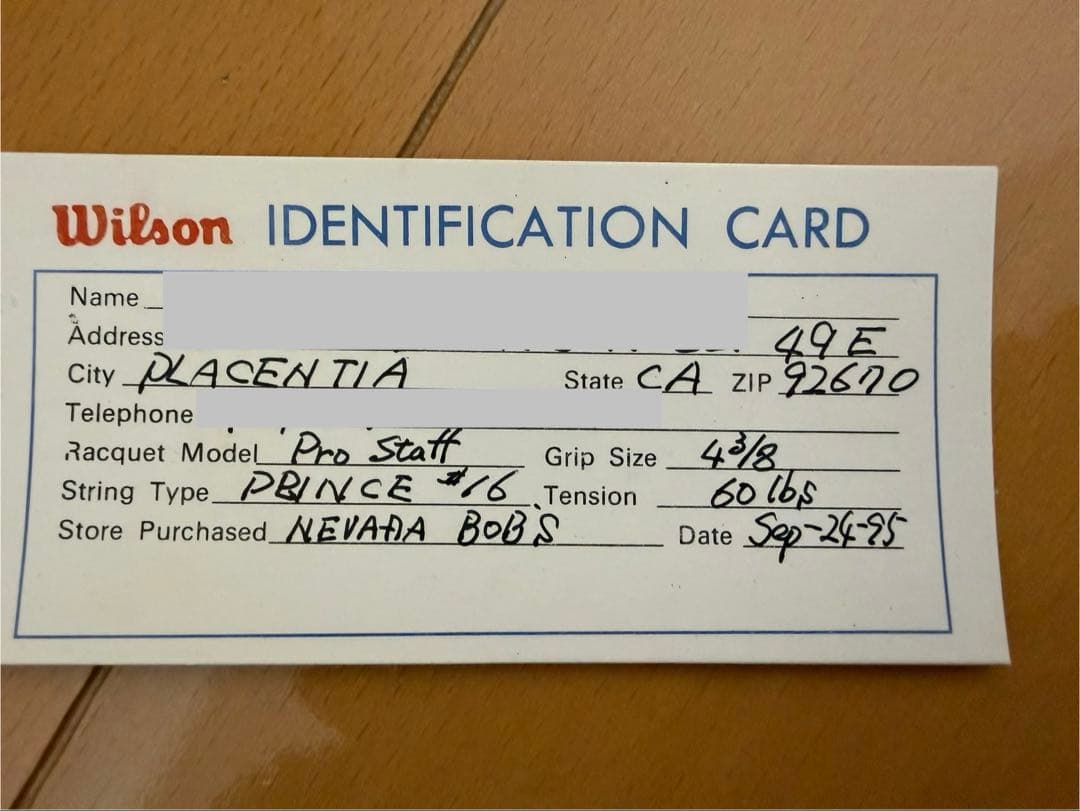 Wilson IDENTIFICATION CARD
Name
Address 49 E
City PLACENTIA State CA ZIP 92670
Telephone
Racquet Model Pro Staff Grip Size 4 3/8
String Type PRINCE #16 Tension 60 lbs
Store Purchased NEVADA BOB'S Date Sep-24-95